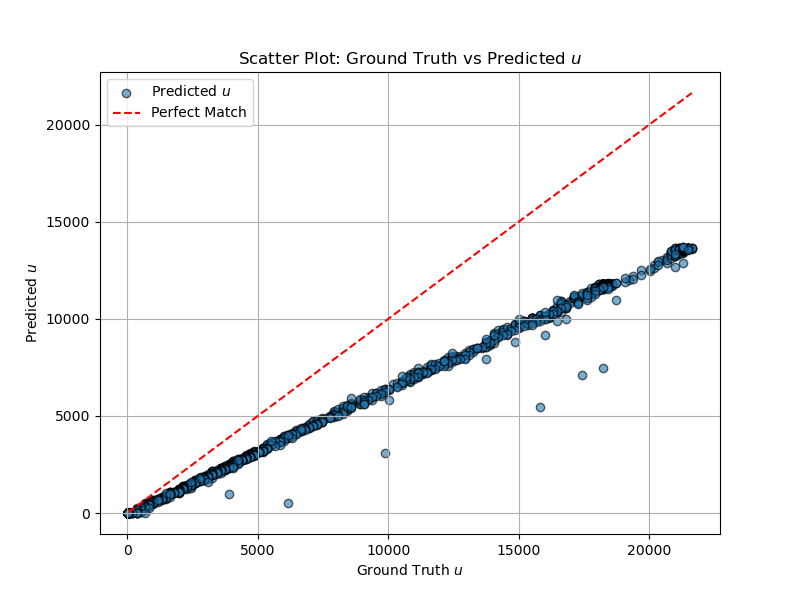 Scatter Plot: Ground Truth vs Predicted u
Predicted u
Perfect Match
20000
15000
10000
5000
0
Predicted u
0 5000 10000 15000 20000
Ground Truth u